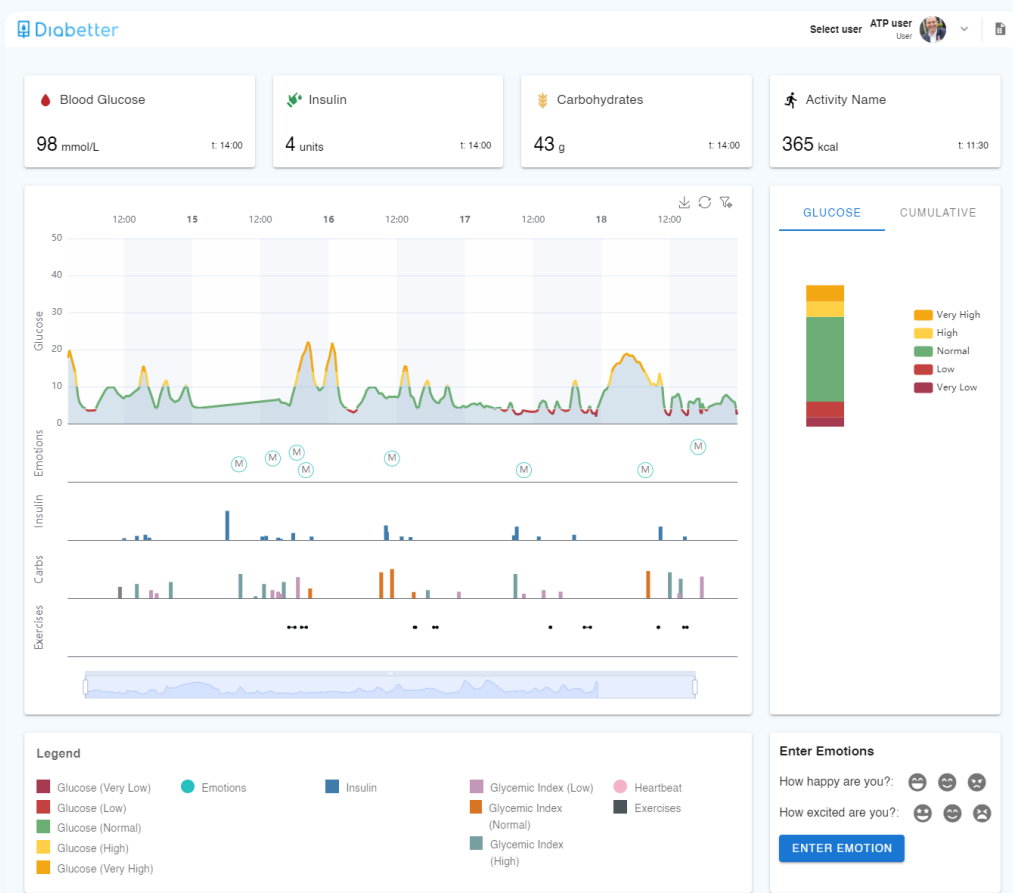 Diabetter
Select user
ATP user
User
Blood Glucose
98 mmol/L
t: 14:00
Insulin
4 units
t: 14:00
Carbohydrates
43 g
t: 14:00
Activity Name
365 kcal
t: 11:30
12:00 15 12:00 16 12:00 17 12:00 18 12:00
50
40
30
20
10
0
Glucose
Emotions
M M M M M M M M
Insulin
Carbs
Exercises
GLUCOSE CUMULATIVE
Very High
High
Normal
Low
Very Low
Legend
Glucose (Very Low)
Glucose (Low)
Glucose (Normal)
Glucose (High)
Glucose (Very High)
Emotions
Insulin
Glycemic Index (Low)
Glycemic Index
(Normal)
Glycemic Index
(High)
Heartbeat
Exercises
Enter Emotions
How happy are you?:
How excited are you?:
ENTER EMOTION